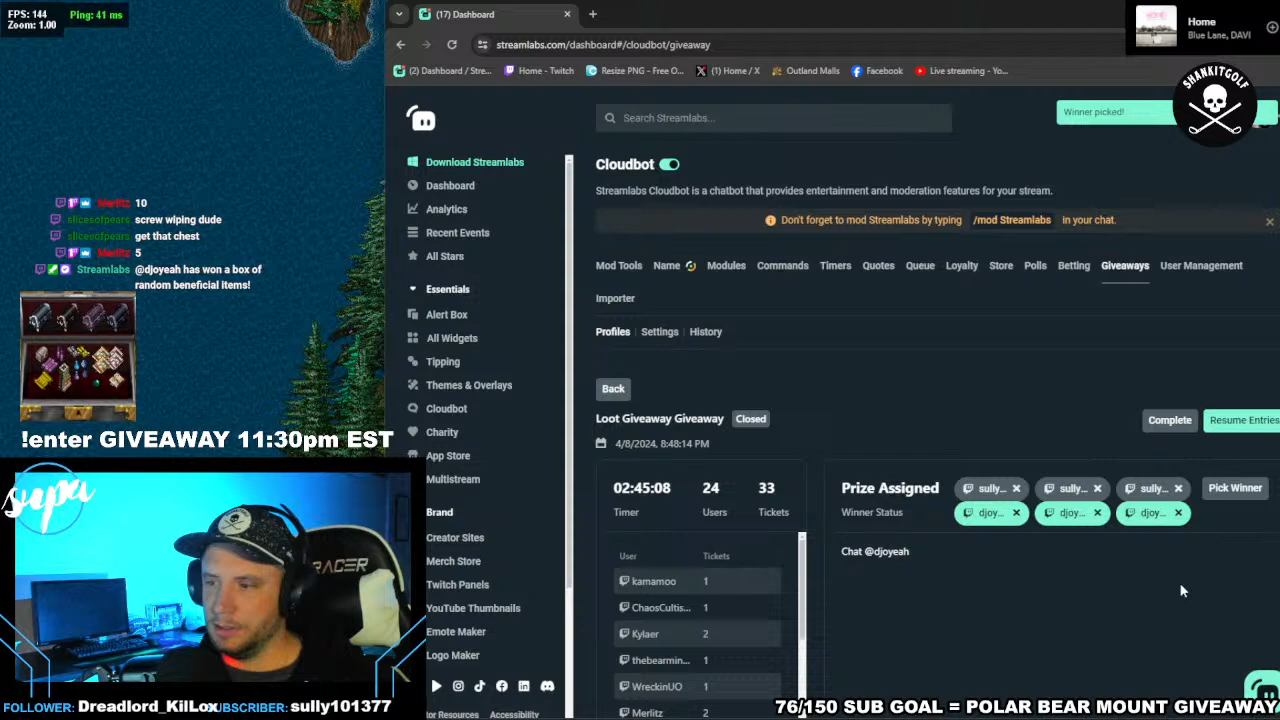 FPS: 144
Zoom: 1.00
Ping: 41 ms
(17) Dashboard
streamlabs.com/dashboard#/cloudbot/giveaway
(2) Dashboard / Stre...
Home - Twitch
Resize PNG - Free O...
(1) Home / X
Outland Malls
Facebook
Live streaming - Yo...
Home
Blue Lane, DAVI
SHANKITGOLF
Search Streamlabs...
Winner picked!
Download Streamlabs
Dashboard
Analytics
Recent Events
All Stars
Essentials
Alert Box
All Widgets
Tipping
Themes & Overlays
Cloudbot
Charity
App Store
Multistream
Brand
Creator Sites
Merch Store
Twitch Panels
YouTube Thumbnails
Emote Maker
Logo Maker
Accessibility
Cloudbot
Streamlabs Cloudbot is a chatbot that provides entertainment and moderation features for your stream.
Don't forget to mod Streamlabs by typing /mod Streamlabs in your chat.
Mod Tools Name Modules Commands Timers Quotes Queue Loyalty Store Polls Betting Giveaways User Management
Importer
Profiles Settings History
Back
Loot Giveaway Giveaway Closed
Complete Resume Entries
4/8/2024, 8:48:14 PM
02:45:08 24 33
Timer Users Tickets
User Tickets
kamamoo 1
ChaosCultis... 1
Kylaer 2
thebearmin... 1
WreckinUO 1
Merlitz 2
Prize Assigned sully... sully... sully... Pick Winner
Winner Status djoy... djoy... djoy...
Chat @djoyeah
Merlitz 10
slicesofpears screw wiping dude
slicesofpears get that chest
Merlitz 5
Streamlabs @djoyeah has won a box of
random beneficial items!
!enter GIVEAWAY 11:30pm EST
supa
RACER
FOLLOWER: Dreadlord_KilLox
SUBSCRIBER: sully101377
76/150 SUB GOAL = POLAR BEAR MOUNT GIVEAWAY